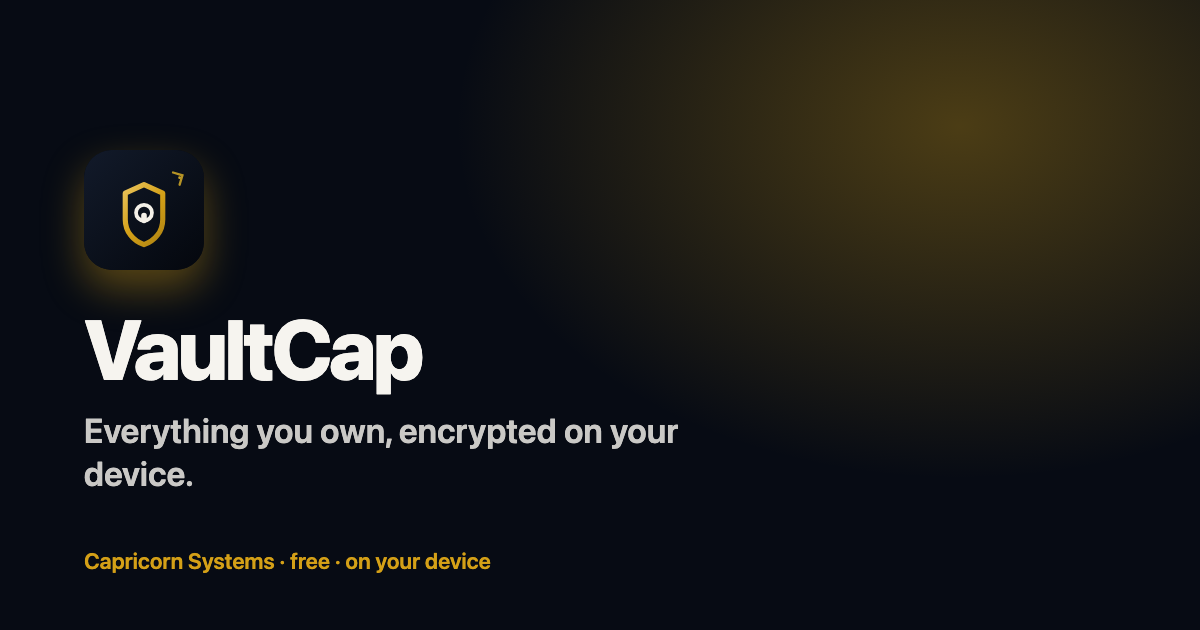 VaultCap
Everything you own, encrypted on your
device.
Capricorn Systems · free · on your device